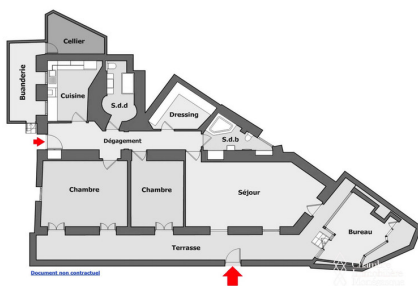 Cellier
Buanderie
Cuisine
S.d.d
Dressing
S.d.b
Dégagement
Chambre
Chambre
Séjour
Bureau
Terrasse
Document non contractuel